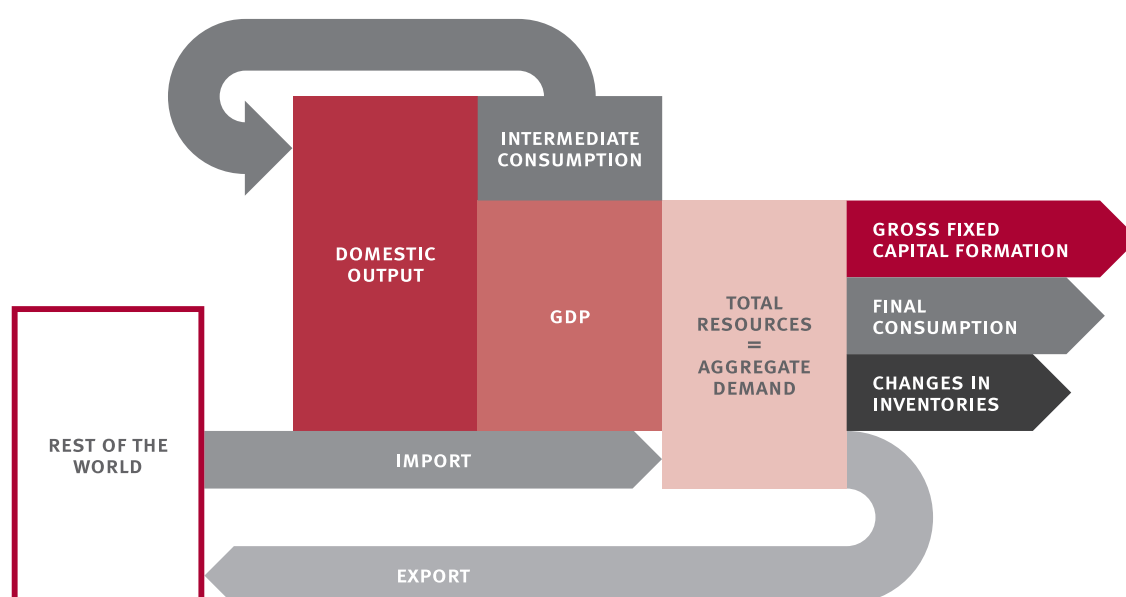 INTERMEDIATE
CONSUMPTION
DOMESTIC
OUTPUT
GDP
TOTAL
RESOURCES
=
AGGREGATE
DEMAND
GROSS FIXED
CAPITAL FORMATION
FINAL
CONSUMPTION
CHANGES IN
INVENTORIES
REST OF THE
WORLD
IMPORT
EXPORT